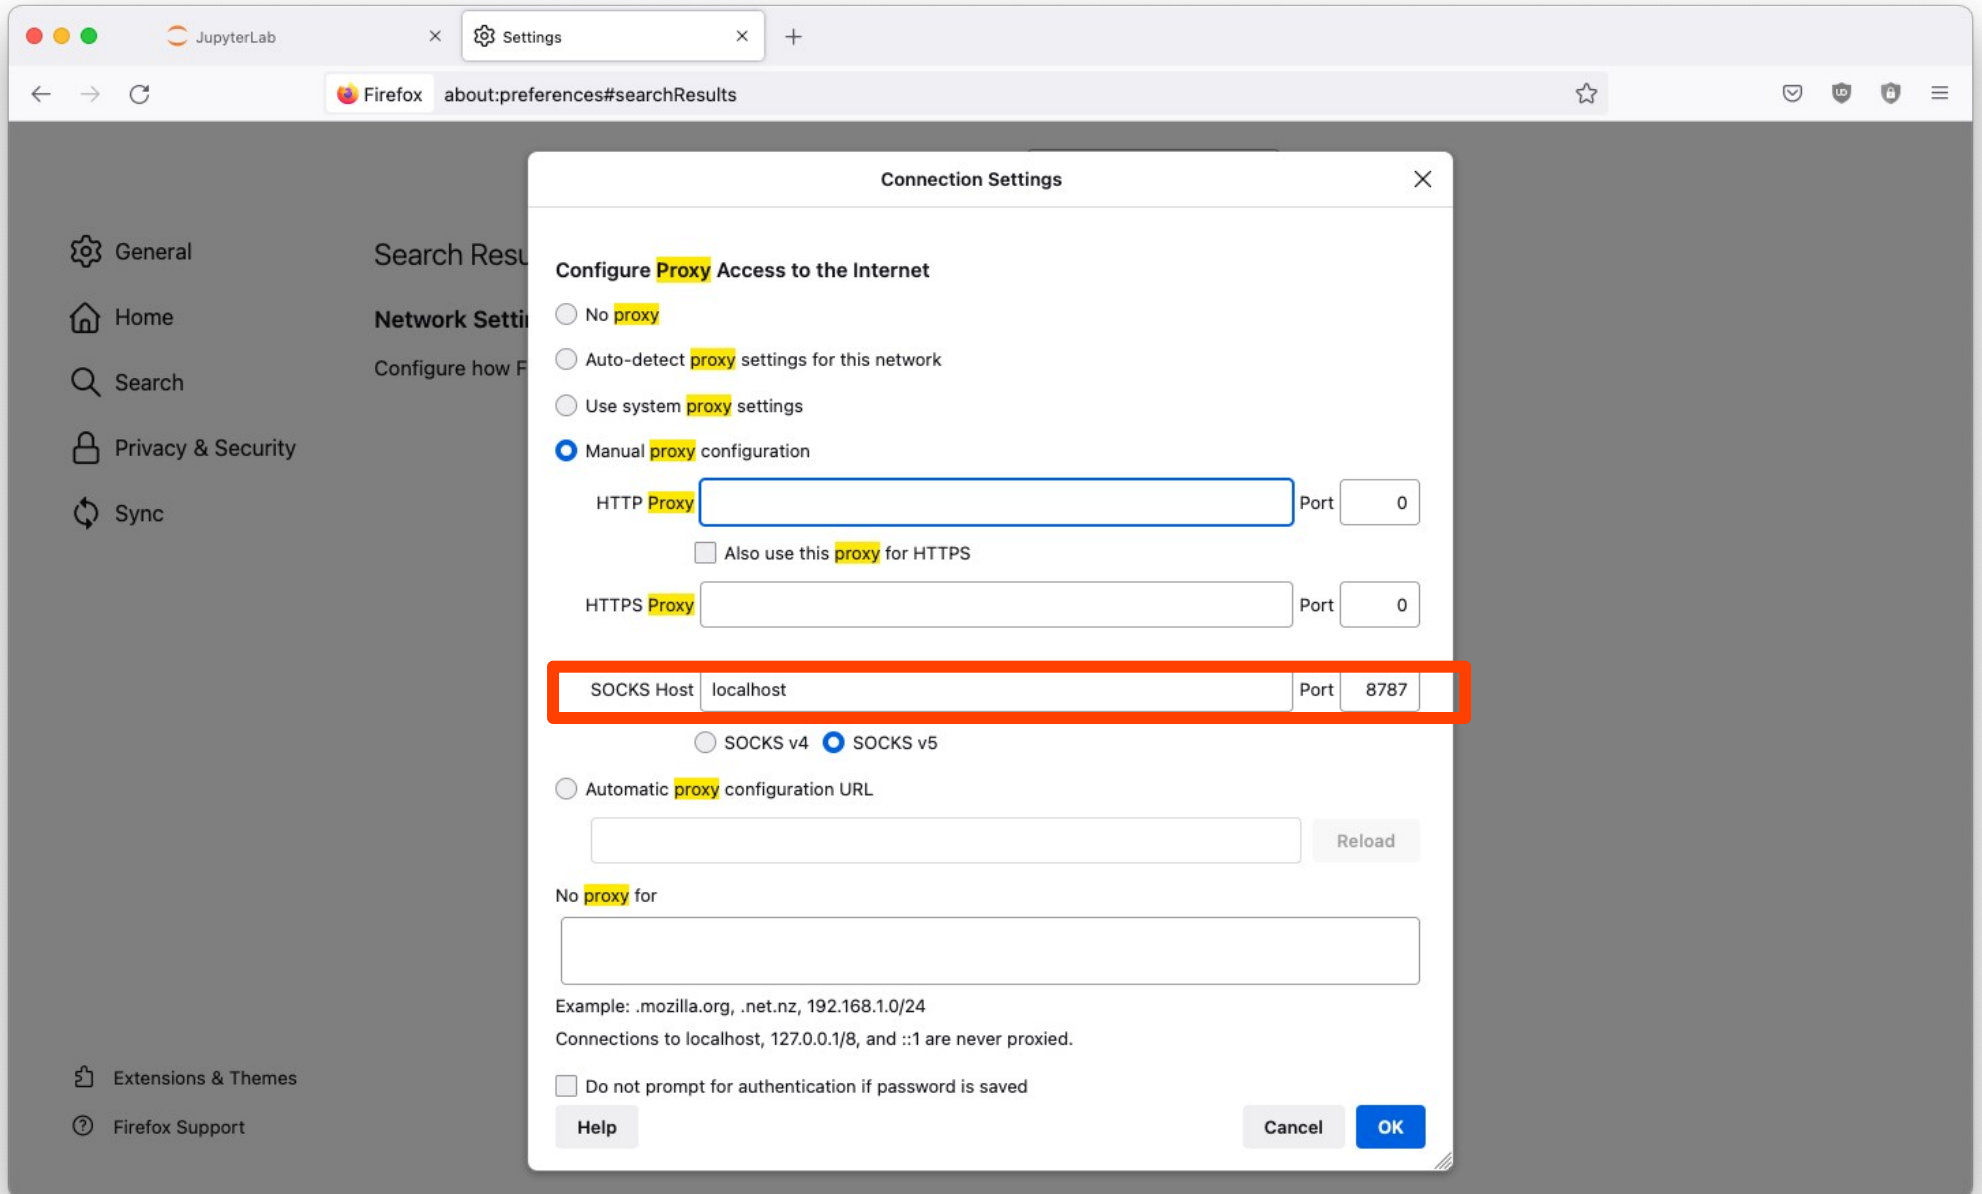 JupyterLab
Settings
Firefox about:preferences#searchResults
Connection Settings
General
Home
Search
Privacy & Security
Sync
Extensions & Themes
Firefox Support
Search Resu
Network Setti
Configure how F
Configure Proxy Access to the Internet
No proxy
Auto-detect proxy settings for this network
Use system proxy settings
Manual proxy configuration
HTTP Proxy Port 0
Also use this proxy for HTTPS
HTTPS Proxy Port 0
SOCKS Host localhost Port 8787
SOCKS v4 SOCKS v5
Automatic proxy configuration URL
Reload
No proxy for
Example: .mozilla.org, .net.nz, 192.168.1.0/24
Connections to localhost, 127.0.0.1/8, and ::1 are never proxied.
Do not prompt for authentication if password is saved
Help Cancel OK